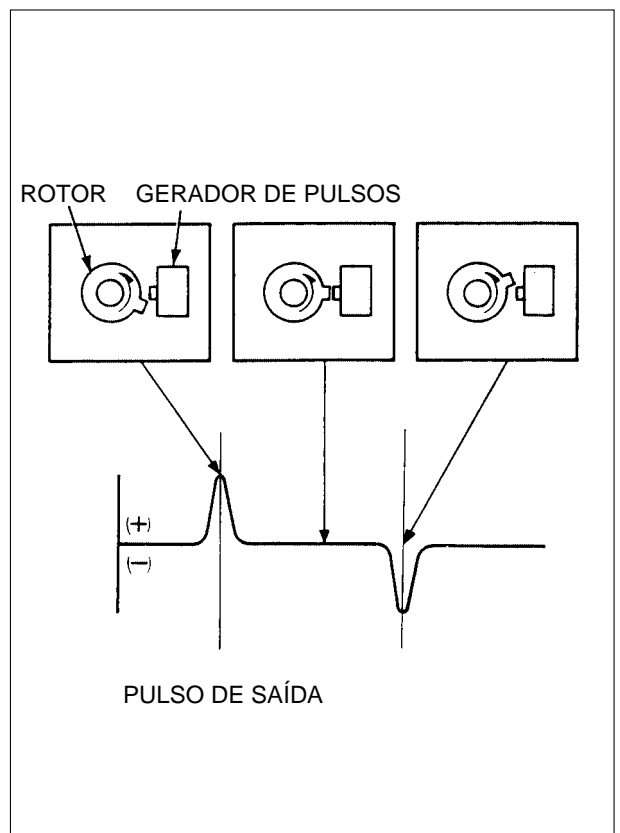 ROTOR GERADOR DE PULSOS
(+)
(−)
PULSO DE SAÍDA